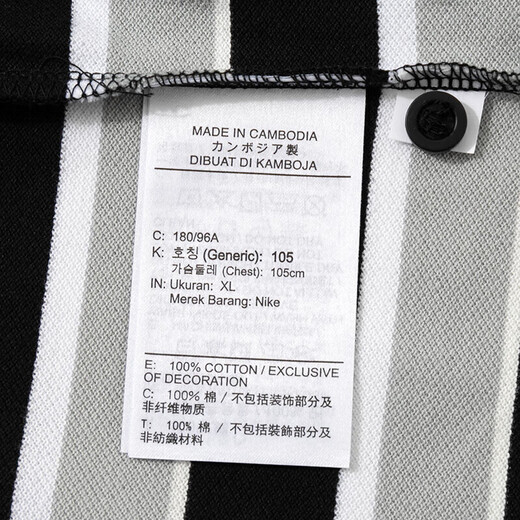 MADE IN CAMBODIA
カンボジア製
DIBUAT DI KAMBOJA
C: 180/96A
K: 호칭 (Generic): 105
가슴둘레 (Chest): 105cm
IN: Ukuran: XL
Merek Barang: Nike
E: 100% COTTON / EXCLUSIVE
OF DECORATION
C: 100% 棉 / 不包括装饰部分及
非纤维物质
T: 100% 棉 / 不包括裝飾部分及
非紡織材料